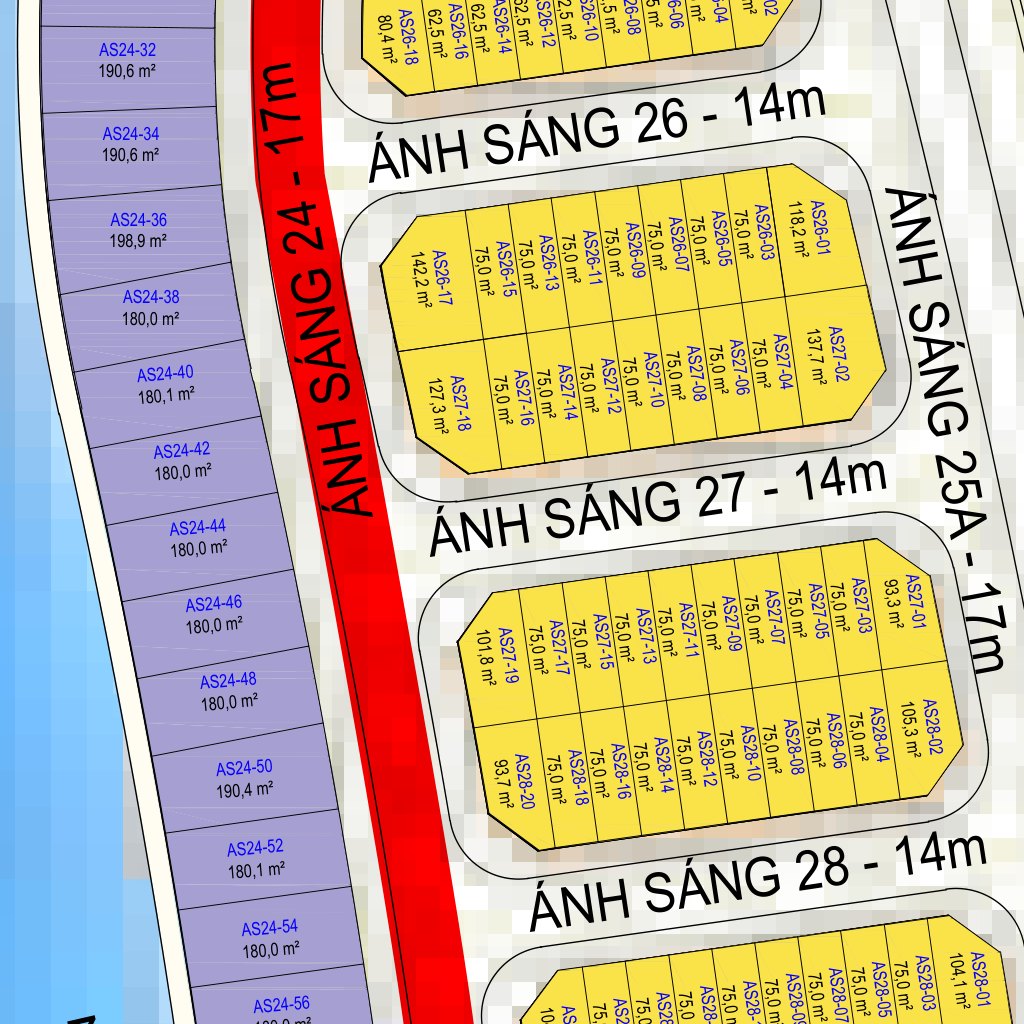 AS24-32
190,6 m²
AS24-34
190,6 m²
AS24-36
198,9 m²
AS24-38
180,0 m²
AS24-40
180,1 m²
AS24-42
180,0 m²
AS24-44
180,0 m²
AS24-46
180,0 m²
AS24-48
180,0 m²
AS24-50
190,4 m²
AS24-52
180,1 m²
AS24-54
180,0 m²
AS24-56
ÁNH SÁNG 24 - 17m
AS26-18
80,4 m²
AS26-16
62,5 m²
AS26-14
62,5 m²
AS26-12
62,5 m²
AS26-10
ÁNH SÁNG 26 - 14m
AS26-17
142,2 m²
AS26-15
75,0 m²
AS26-13
75,0 m²
AS26-11
75,0 m²
AS26-09
75,0 m²
AS26-07
75,0 m²
AS26-05
75,0 m²
AS26-03
75,0 m²
AS26-01
118,2 m²
AS27-18
127,3 m²
AS27-16
75,0 m²
AS27-14
75,0 m²
AS27-12
75,0 m²
AS27-10
75,0 m²
AS27-08
75,0 m²
AS27-06
75,0 m²
AS27-04
75,0 m²
AS27-02
137,7 m²
ÁNH SÁNG 25A - 17m
ÁNH SÁNG 27 - 14m
AS27-19
101,8 m²
AS27-17
75,0 m²
AS27-15
75,0 m²
AS27-13
75,0 m²
AS27-11
75,0 m²
AS27-09
75,0 m²
AS27-07
75,0 m²
AS27-05
75,0 m²
AS27-03
75,0 m²
AS27-01
93,3 m²
AS28-20
93,7 m²
AS28-18
75,0 m²
AS28-16
75,0 m²
AS28-14
75,0 m²
AS28-12
75,0 m²
AS28-10
75,0 m²
AS28-08
75,0 m²
AS28-06
75,0 m²
AS28-04
75,0 m²
AS28-02
105,3 m²
ÁNH SÁNG 28 - 14m
AS28-07
75,0 m²
AS28-05
75,0 m²
AS28-03
75,0 m²
AS28-01
104,1 m²